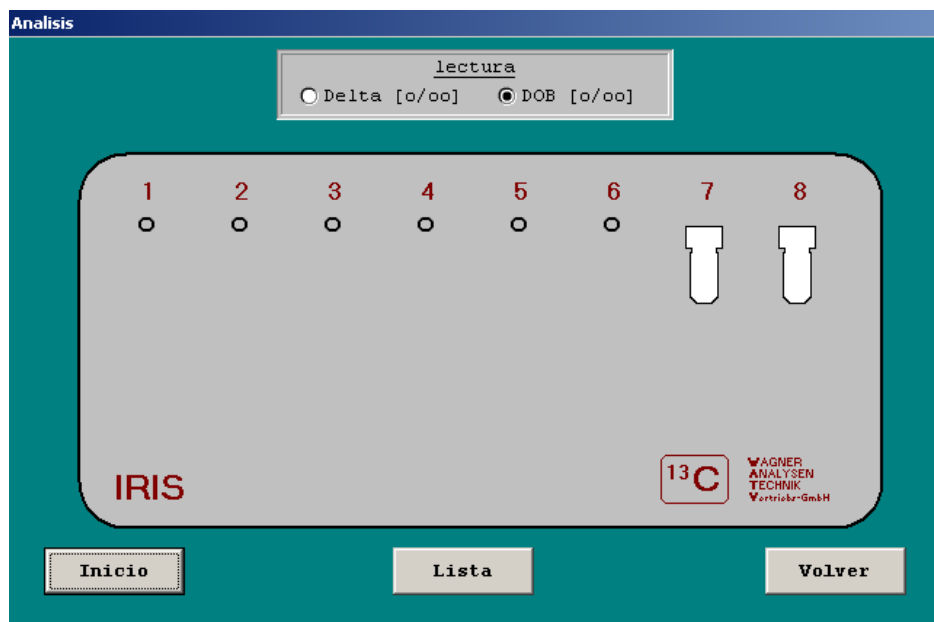 Analisis
lectura
Delta [o/oo] DOB [o/oo]
1 2 3 4 5 6 7 8
IRIS
13C
WAGNER
ANALYSEN
TECHNIK
Vertriebs-GmbH
Inicio Lista Volver